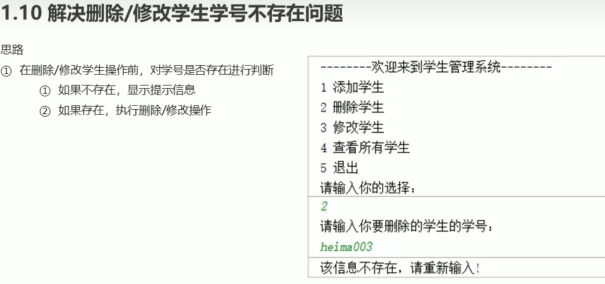 1.10 解决删除/修改学生学号不存在问题
思路
① 在删除/修改学生操作前，对学号是否存在进行判断
① 如果不存在，显示提示信息
② 如果存在，执行删除/修改操作
--------欢迎来到学生管理系统--------
1 添加学生
2 删除学生
3 修改学生
4 查看所有学生
5 退出
请输入你的选择：
2
请输入你要删除的学生的学号：
heima003
该信息不存在，请重新输入!